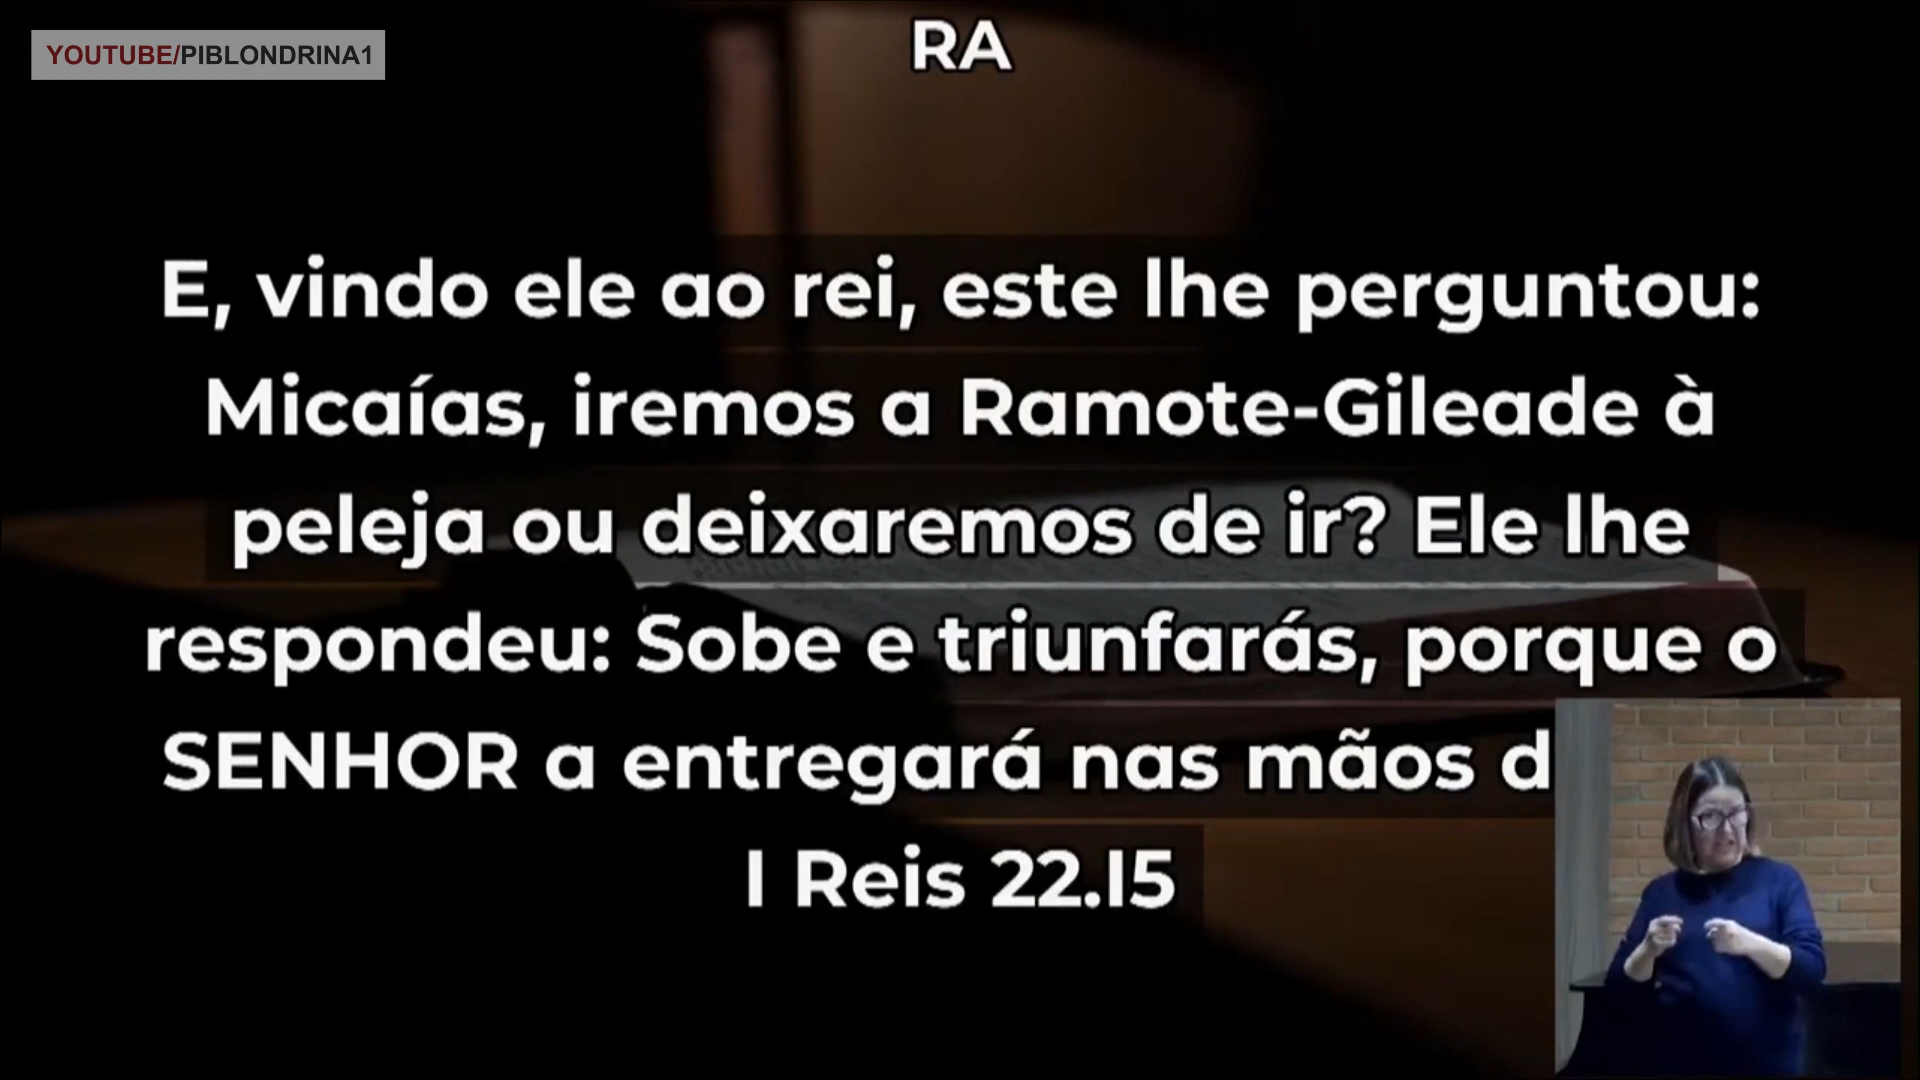 YOUTUBE/PIBLONDRINA1
RA
E, vindo ele ao rei, este lhe perguntou:
Micaías, iremos a Ramote-Gileade à
peleja ou deixaremos de ir? Ele lhe
respondeu: Sobe e triunfarás, porque o
SENHOR a entregará nas mãos d
I Reis 22.I5